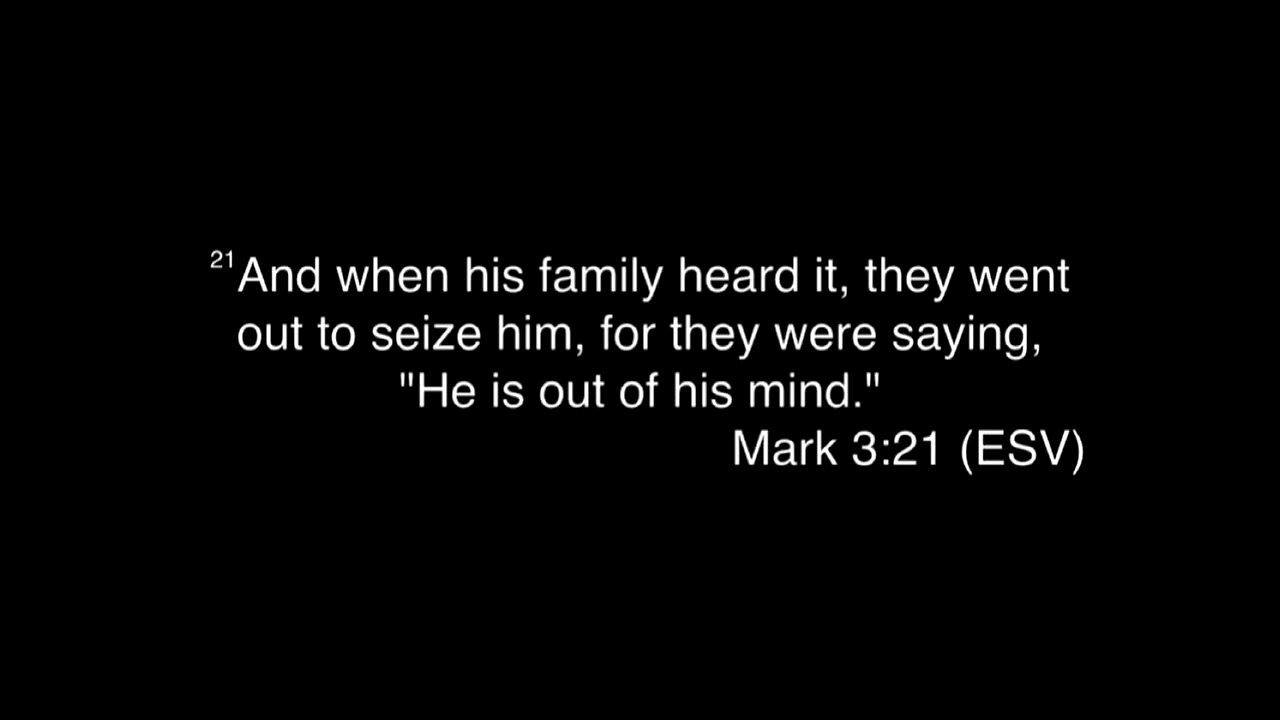 21And when his family heard it, they went
out to seize him, for they were saying,
"He is out of his mind."
Mark 3:21 (ESV)